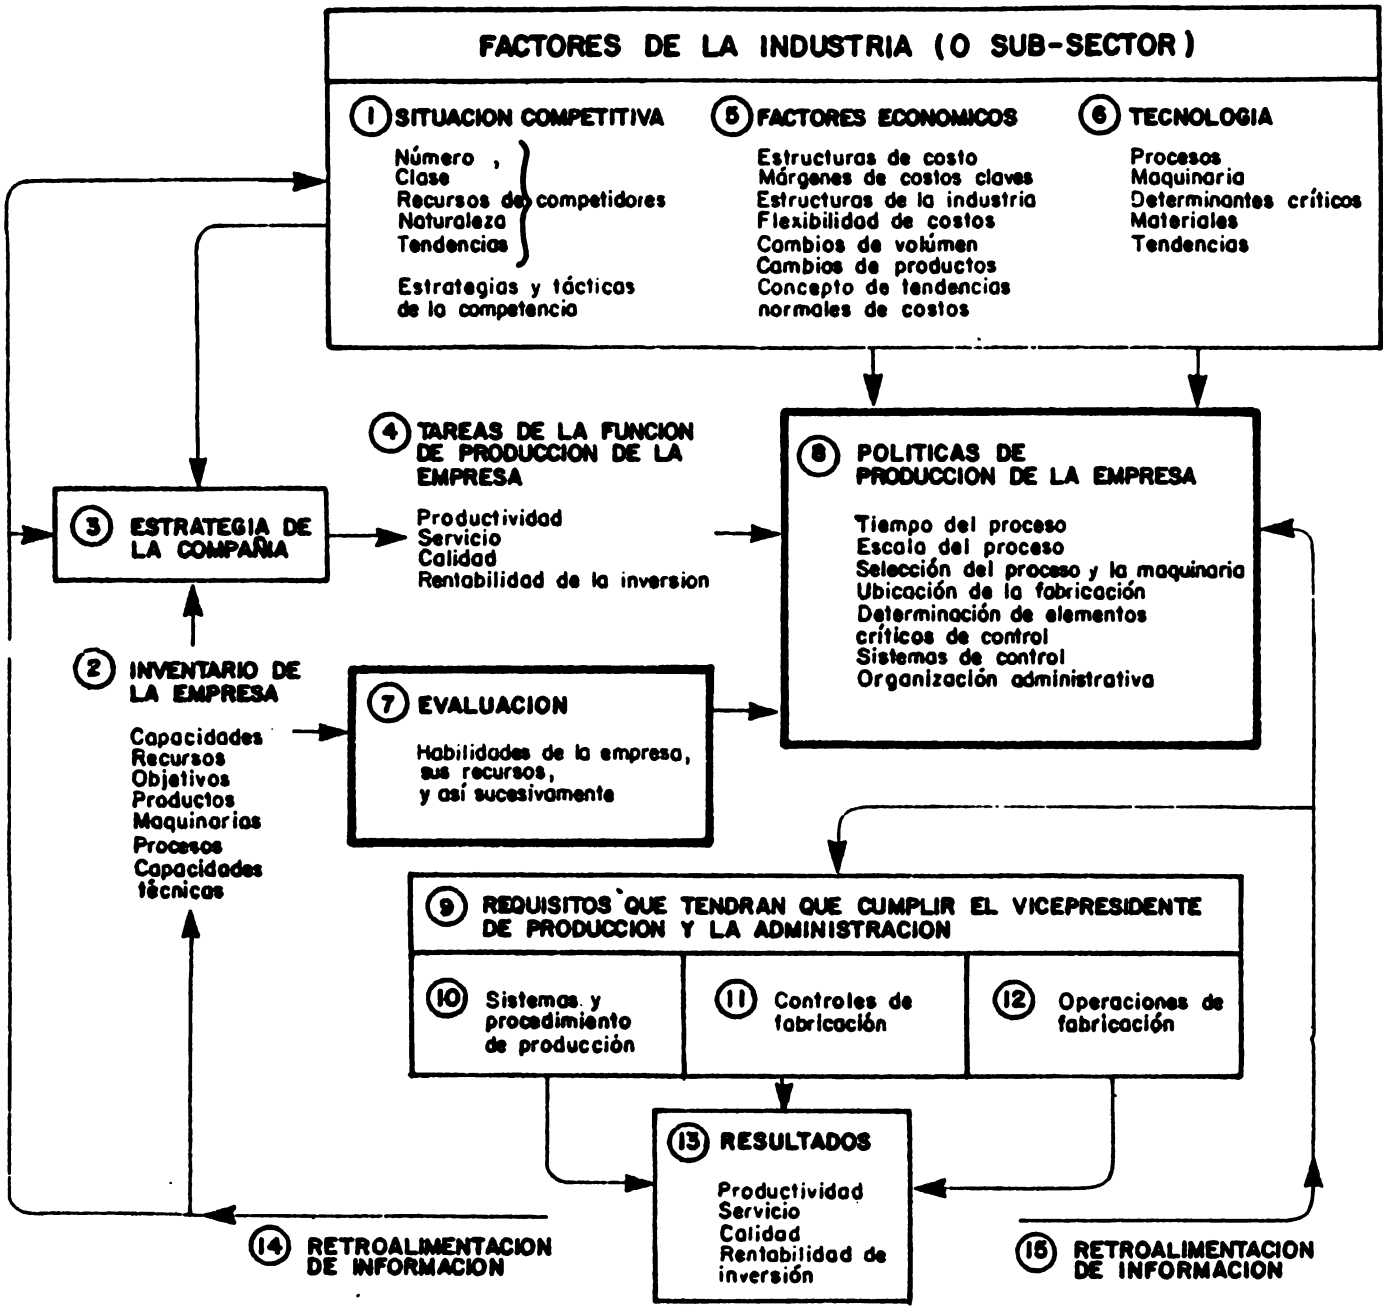 FACTORES DE LA INDUSTRIA (O SUB-SECTOR)
1 SITUACION COMPETITIVA
Número ,
Clase
Recursos de competidores
Naturaleza
Tendencias
Estrategias y tácticas
de la competencia
5 FACTORES ECONOMICOS
Estructuras de costo
Márgenes de costos claves
Estructuras de la industria
Flexibilidad de costos
Cambios de volúmen
Cambios de productos
Concepto de tendencias
normales de costos
6 TECNOLOGIA
Procesos
Maquinaria
Determinantes críticos
Materiales
Tendencias
3 ESTRATEGIA DE
LA COMPAÑIA
4 TAREAS DE LA FUNCION
DE PRODUCCION DE LA
EMPRESA
Productividad
Servicio
Calidad
Rentabilidad de la inversion
8 POLITICAS DE
PRODUCCION DE LA EMPRESA
Tiempo del proceso
Escala del proceso
Selección del proceso y la maquinaria
Ubicación de la fabricación
Determinación de elementos
críticos de control
Sistemas de control
Organización administrativa
2 INVENTARIO DE
LA EMPRESA
Capacidades
Recursos
Objetivos
Productos
Maquinarias
Procesos
Capacidades
técnicas
7 EVALUACION
Habilidades de la empresa,
sus recursos,
y así sucesivamente
9 REQUISITOS QUE TENDRAN QUE CUMPLIR EL VICEPRESIDENTE
DE PRODUCCION Y LA ADMINISTRACION
10 Sistemas y
procedimiento
de producción
11 Controles de
fabricación
12 Operaciones de
fabricación
13 RESULTADOS
Productividad
Servicio
Calidad
Rentabilidad de
inversión
14 RETROALIMENTACION
DE INFORMACION
15 RETROALIMENTACION
DE INFORMACION